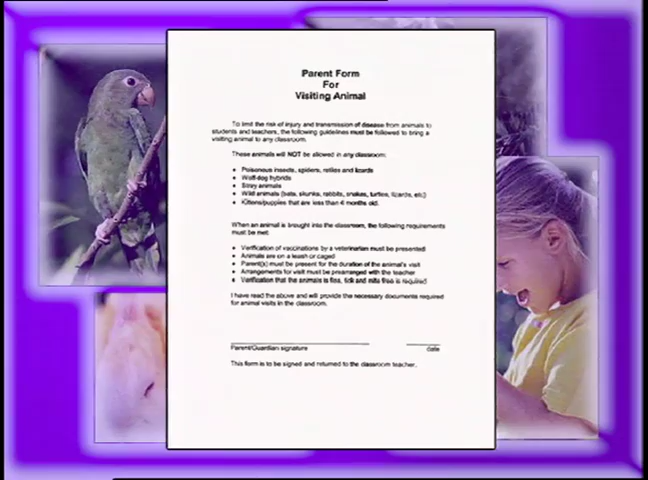 Parent Form
For
Visiting Animal
To limit the risk of injury and transmission of disease from animals to
students and teachers, the following guidelines must be followed to bring a
visiting animal to any classroom.
These animals will NOT be allowed in any classroom:
• Poisonous insects, spiders, retiles and lizards
• Wolf-dog hybrids
• Stray animals
• Wild animals (bats, skunks, rabbits, snakes, turtles, lizards, etc)
• Kittens/puppies that are less than 4 months old.
When an animal is brought into the classroom, the following requirements
must be met:
• Verification of vaccinations by a veterinarian must be presented
• Animals are on a leash or caged
• Parent(s) must be present for the duration of the animal's visit
• Arrangements for visit must be prearranged with the teacher
• Verification that the animals is flea, tick and mite free is required
I have read the above and will provide the necessary documents required
for animal visits in the classroom.
Parent/Guardian signature date
This form is to be signed and returned to the classroom teacher.